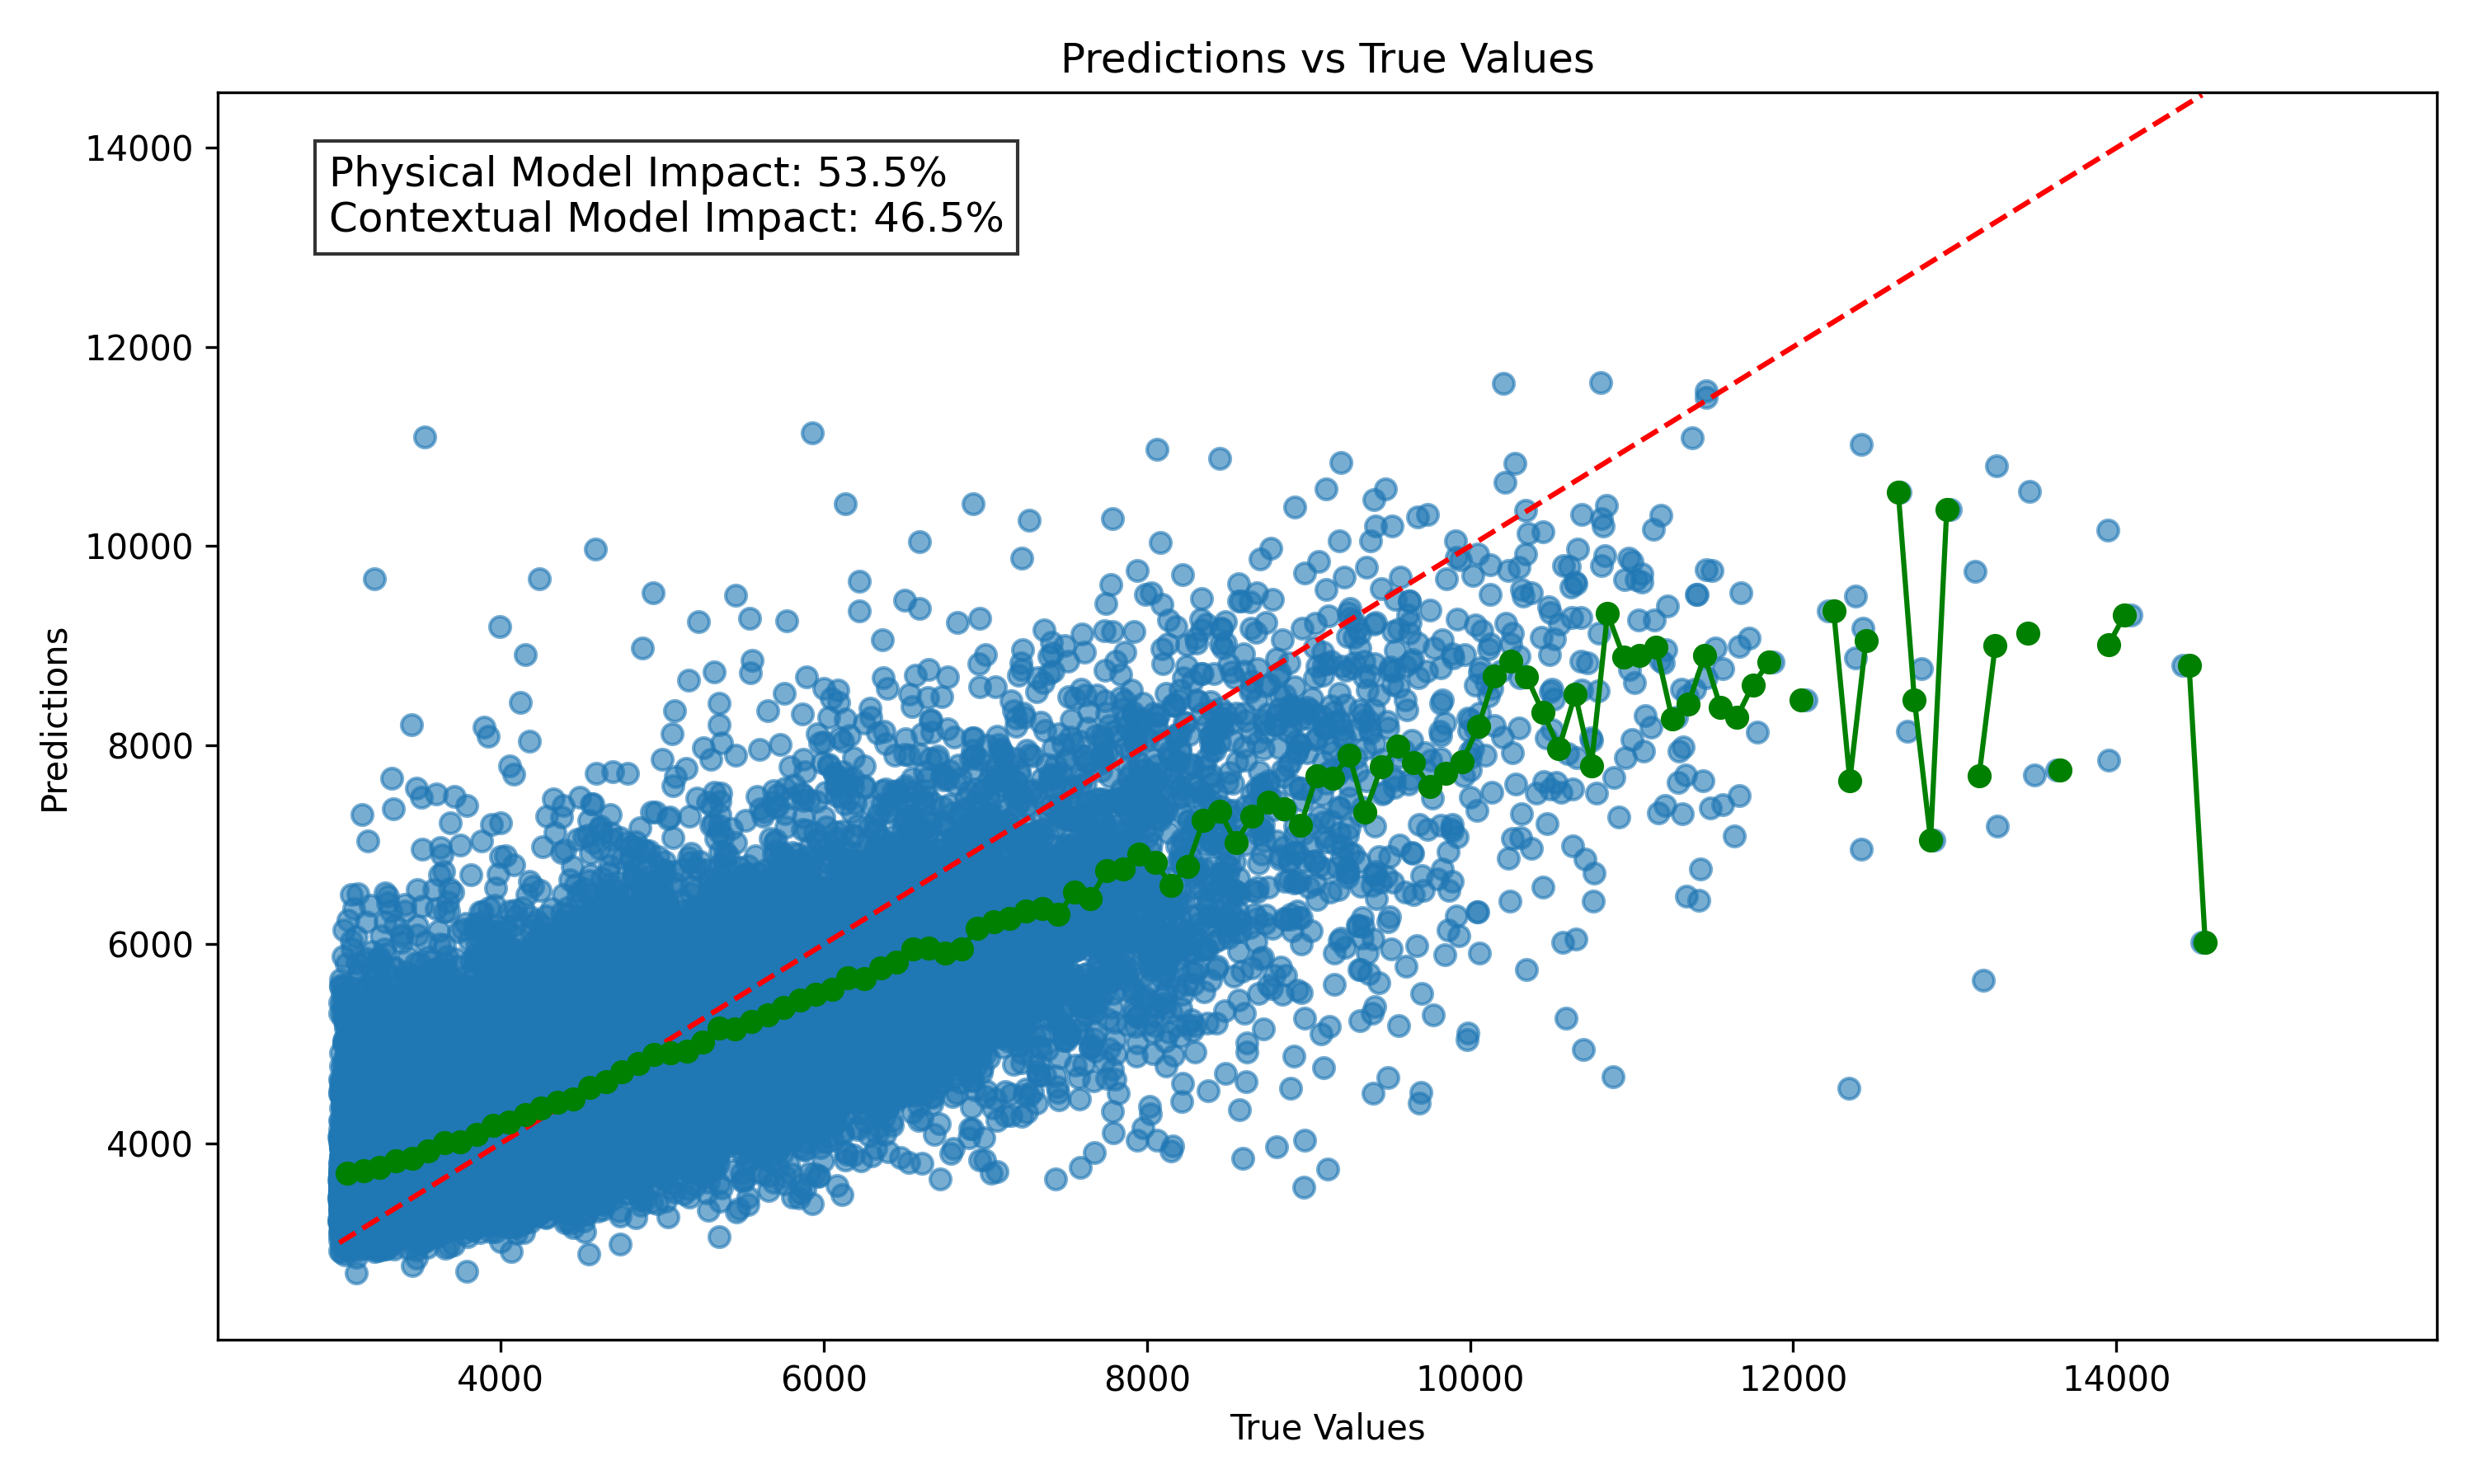 Predictions vs True Values
Physical Model Impact: 53.5%
Contextual Model Impact: 46.5%
14000
12000
10000
8000
6000
4000
Predictions
4000 6000 8000 10000 12000 14000
True Values